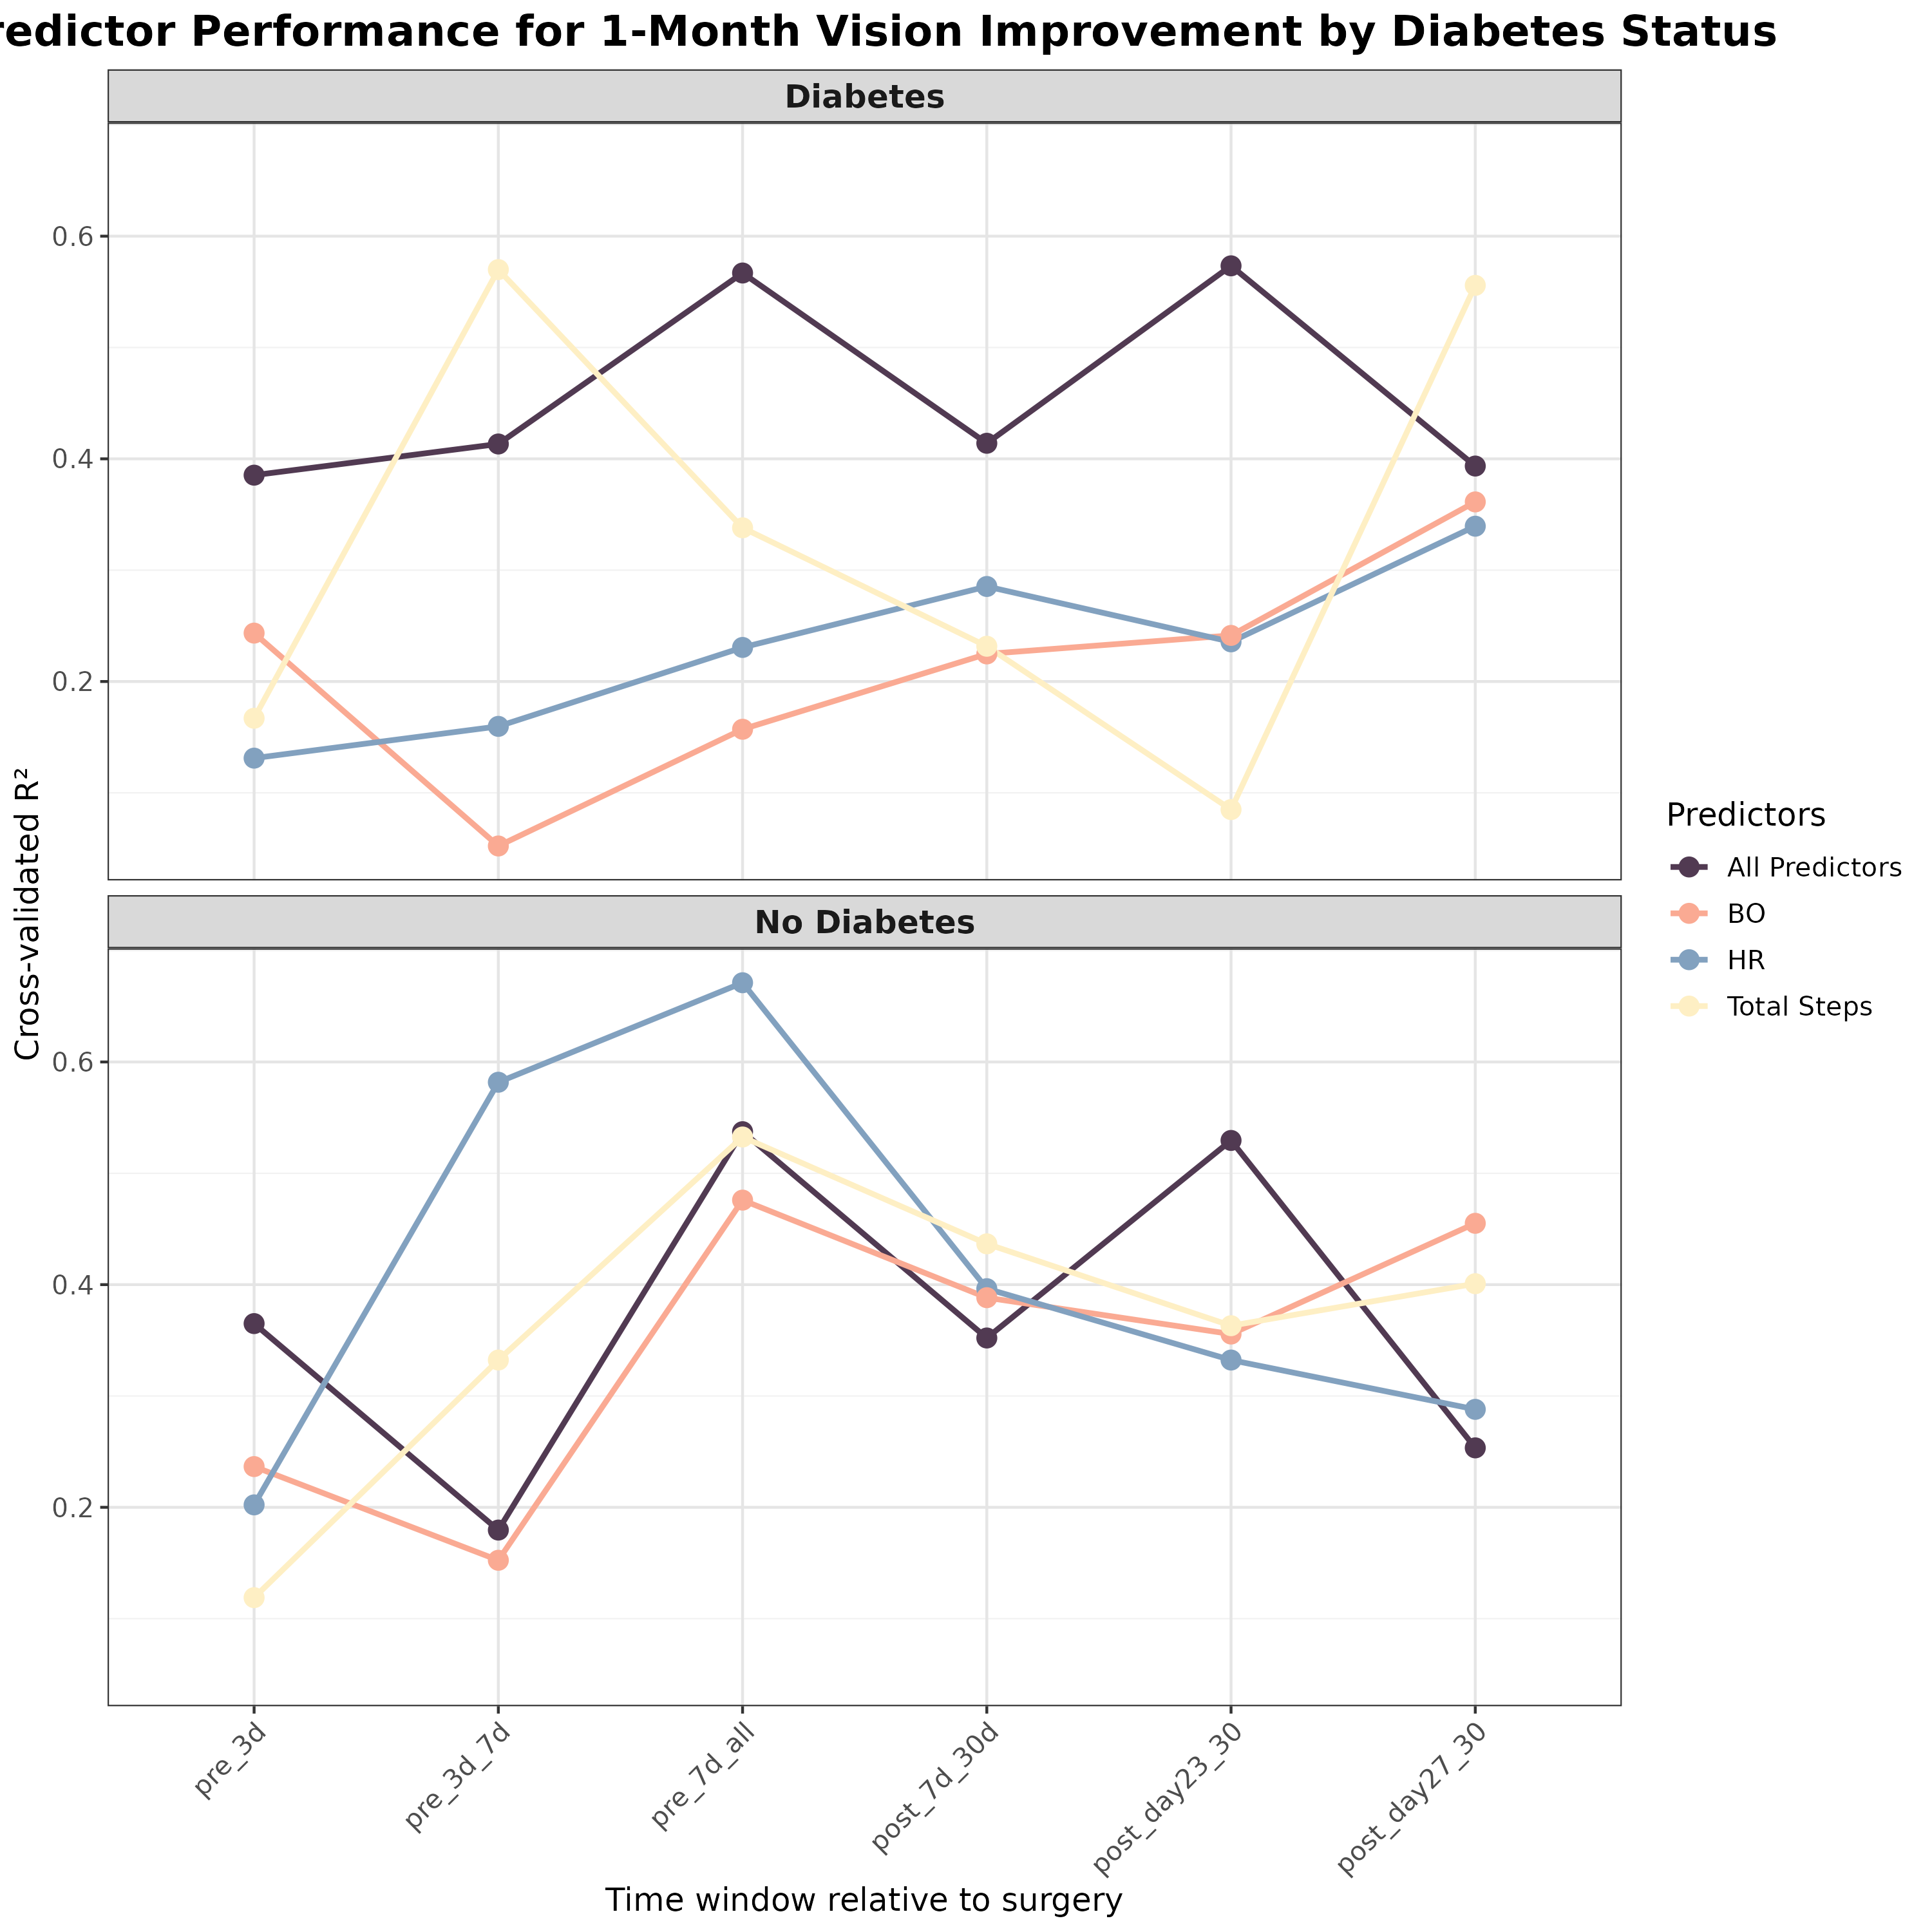 redictor Performance for 1-Month Vision Improvement by Diabetes Status
Diabetes
0.6
0.4
0.2
No Diabetes
0.6
0.4
0.2
Cross-validated R²
pre_3d
pre_3d_7d
pre_7d_all
post_7d_30d
post_day23_30
post_day27_30
Time window relative to surgery
Predictors
All Predictors
BO
HR
Total Steps